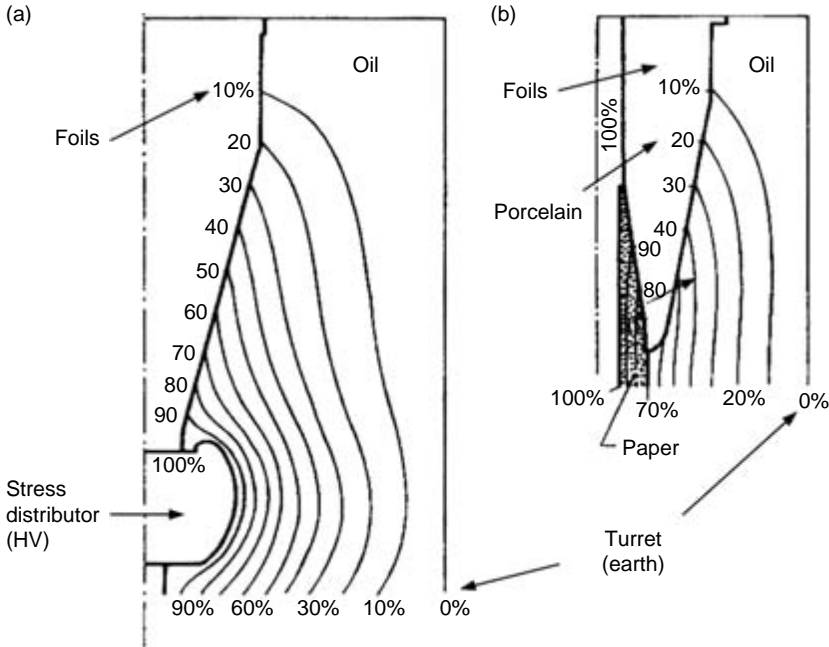 (a)
Oil
Foils
10%
20
30
40
50
60
70
80
90
100%
Stress
distributor
(HV)
90% 60% 30% 10% 0%
(b)
Oil
Foils
100%
10%
20
Porcelain
30
40
90
80
100% 70% 20% 0%
Paper
Turret
(earth)